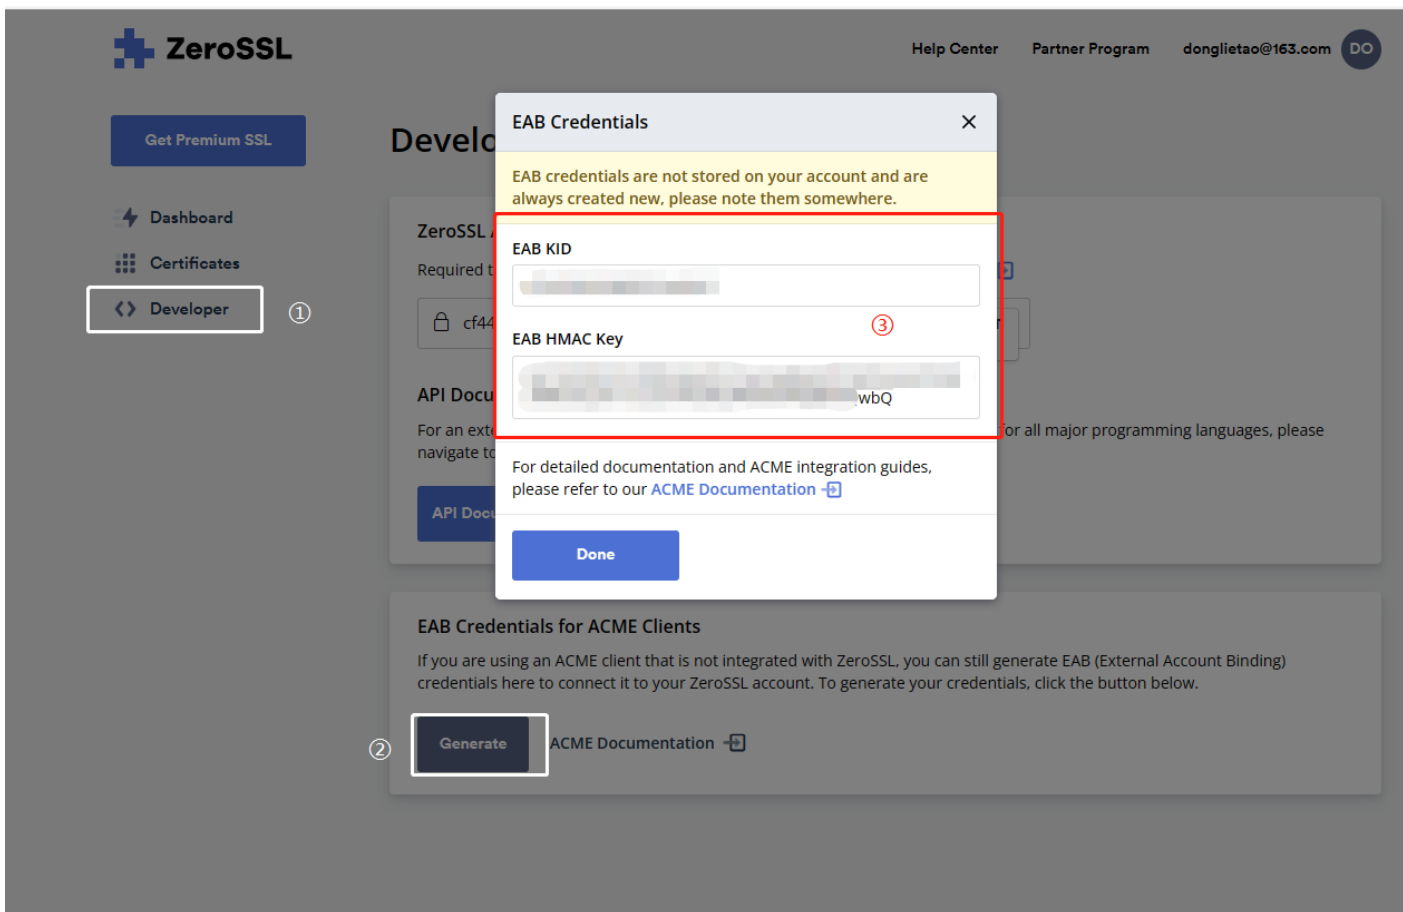 ZeroSSL
Help Center
Partner Program
donglietao@163.com
DO
Get Premium SSL
Dashboard
Certificates
Developer
①
Develo
ZeroSSL
Required t
cf44
API Docu
For an exte
for all major programming languages, please
navigate to
API Docu
EAB Credentials
EAB credentials are not stored on your account and are
always created new, please note them somewhere.
EAB KID
③
EAB HMAC Key
wbQ
For detailed documentation and ACME integration guides,
please refer to our ACME Documentation
Done
EAB Credentials for ACME Clients
If you are using an ACME client that is not integrated with ZeroSSL, you can still generate EAB (External Account Binding)
credentials here to connect it to your ZeroSSL account. To generate your credentials, click the button below.
②
Generate
ACME Documentation